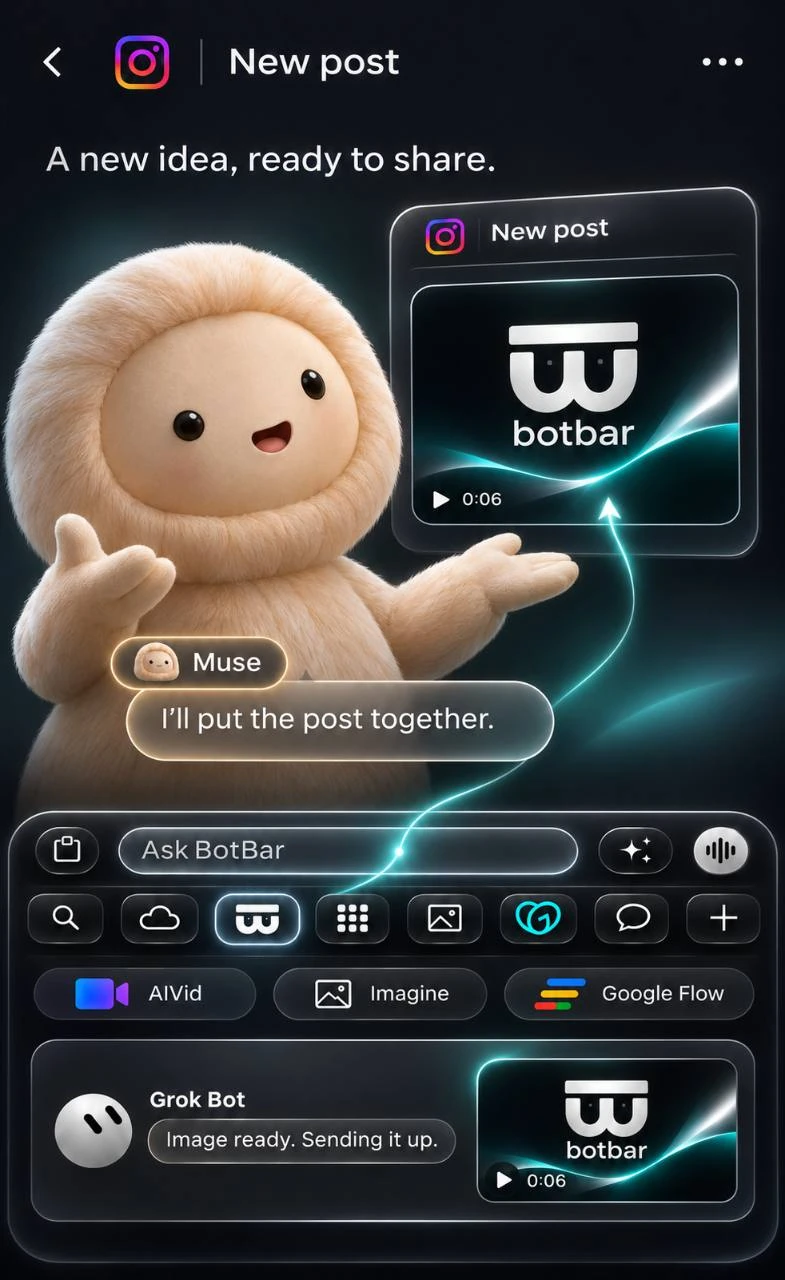 New post
A new idea, ready to share.
New post
botbar
0:06
Muse
I'll put the post together.
Ask BotBar
AIVid
Imagine
Google Flow
Grok Bot
Image ready. Sending it up.
botbar
0:06